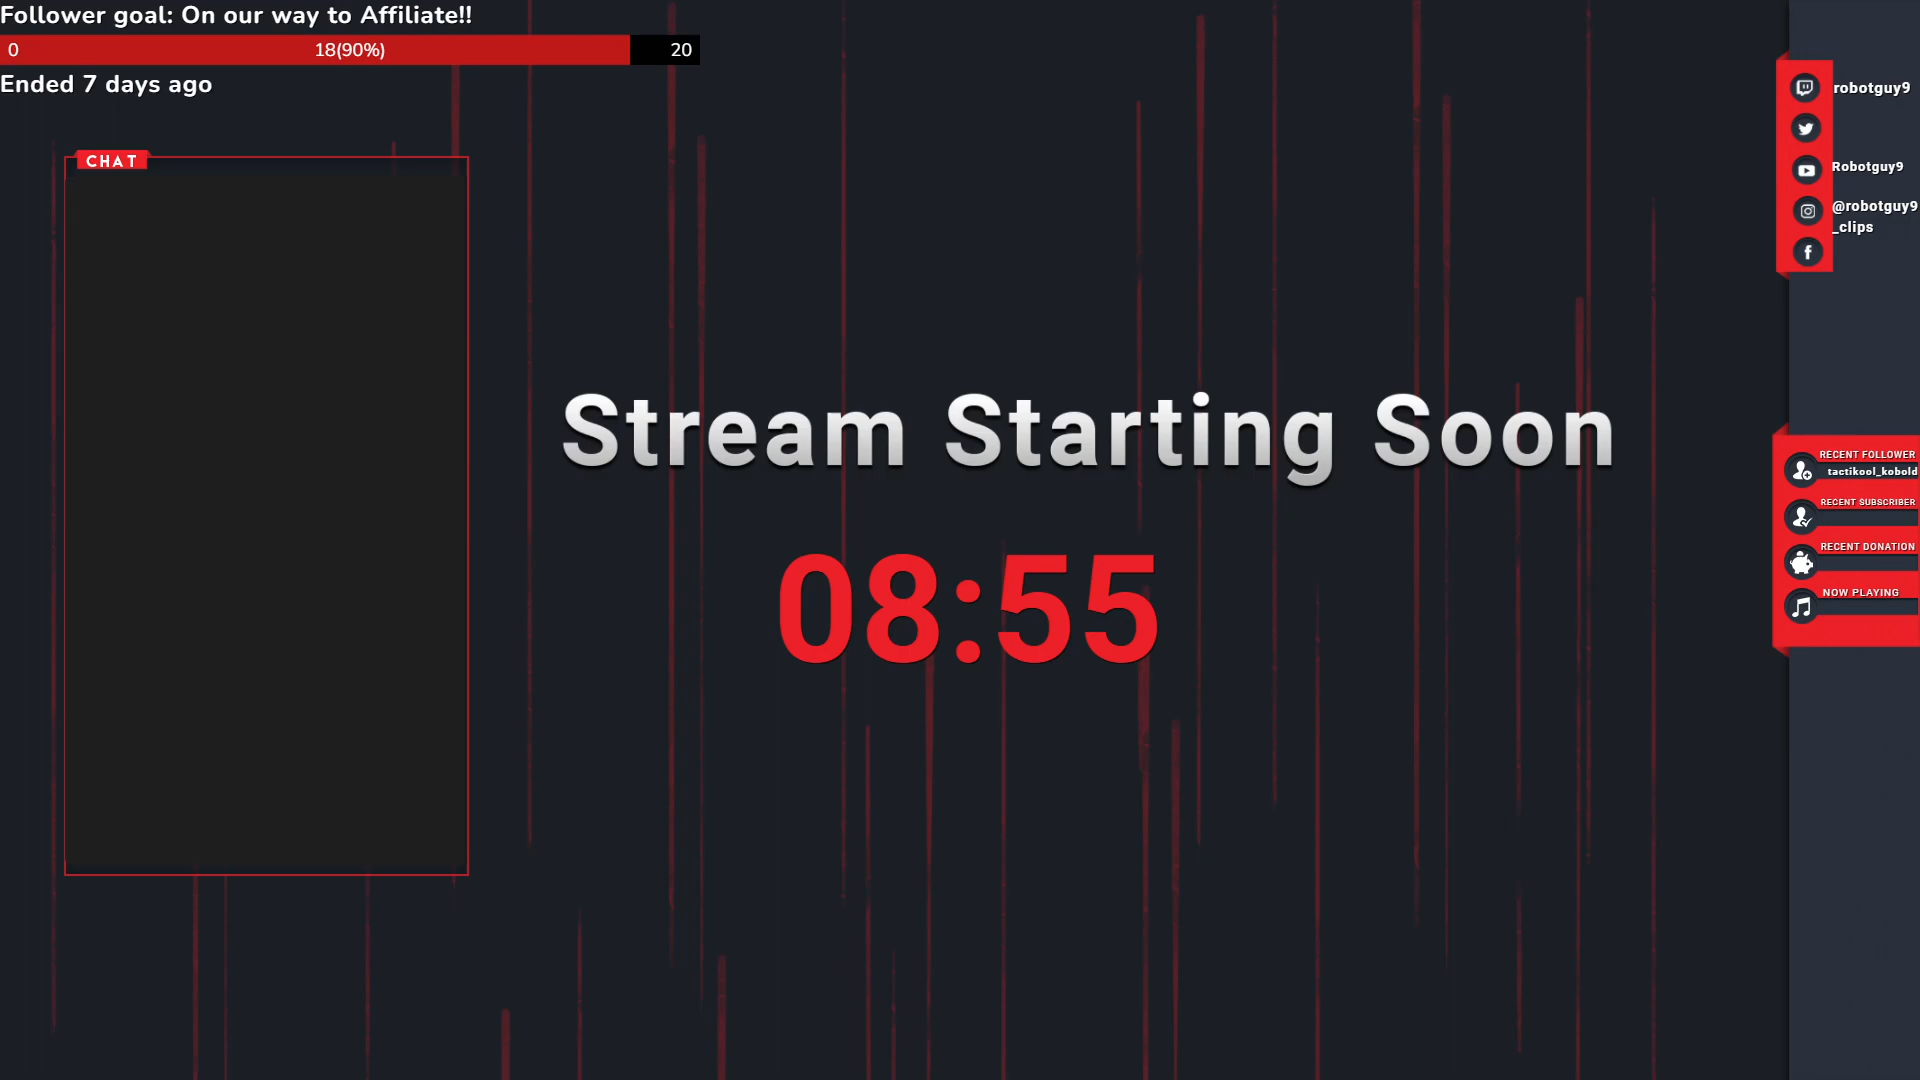 Follower goal: On our way to Affiliate!!
0 18(90%) 20
Ended 7 days ago
CHAT
Stream Starting Soon
08:55
robotguy9
Robotguy9
@robotguy9
_clips
RECENT FOLLOWER
tactikool_kobold
RECENT SUBSCRIBER
RECENT DONATION
NOW PLAYING